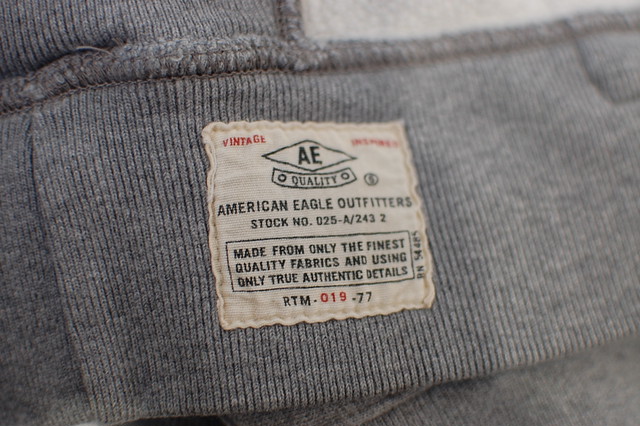 VINTAGE INSPIRED
AE
QUALITY
AMERICAN EAGLE OUTFITTERS
STOCK NO. 025-A/243 2
MADE FROM ONLY THE FINEST
QUALITY FABRICS AND USING
ONLY TRUE AUTHENTIC DETAILS
RN 54485
RTM-019-77